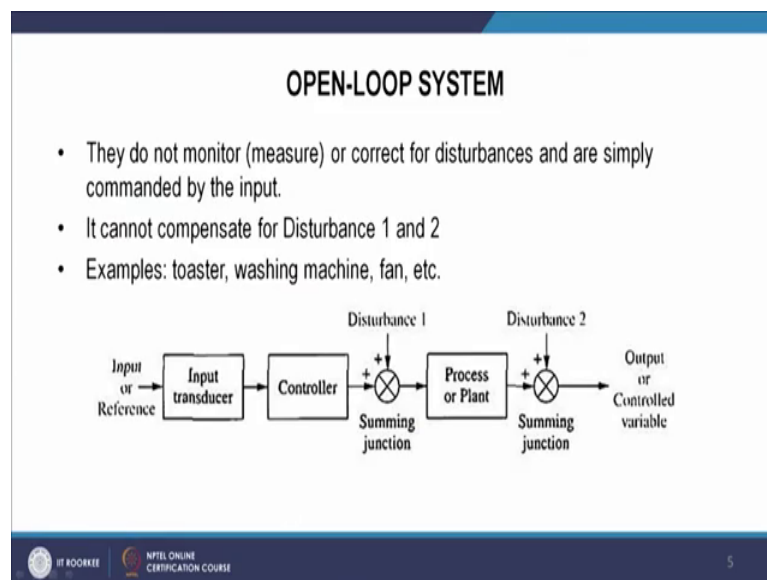 OPEN-LOOP SYSTEM
• They do not monitor (measure) or correct for disturbances and are simply
commanded by the input.
• It cannot compensate for Disturbance 1 and 2
• Examples: toaster, washing machine, fan, etc.
Disturbance 1
Disturbance 2
Input
or
Reference
Input
transducer
Controller
+
+
Summing
junction
Process
or Plant
+
+
Summing
junction
Output
or
Controlled
variable
IIT ROORKEE
NPTEL ONLINE
CERTIFICATION COURSE
5